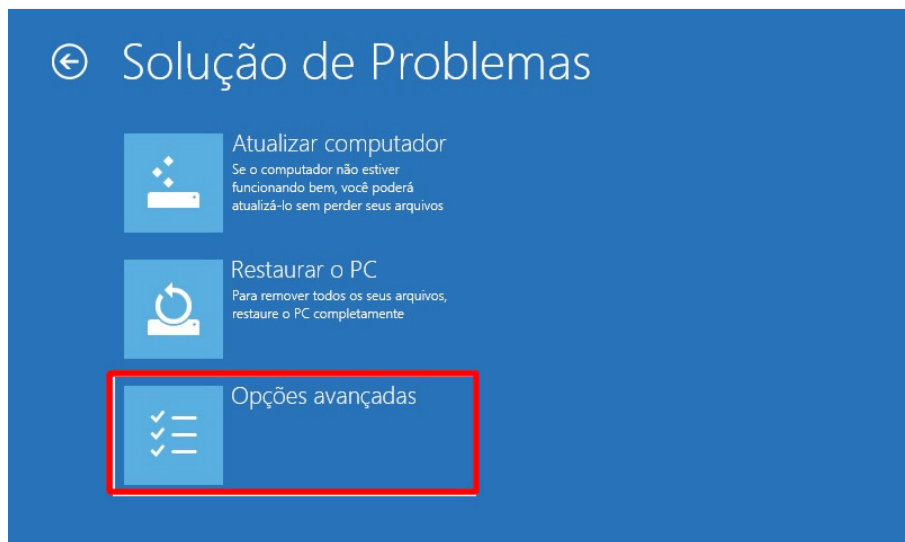 Solução de Problemas
Atualizar computador
Se o computador não estiver
funcionando bem, você poderá
atualizá-lo sem perder seus arquivos
Restaurar o PC
Para remover todos os seus arquivos,
restaure o PC completamente
Opções avançadas